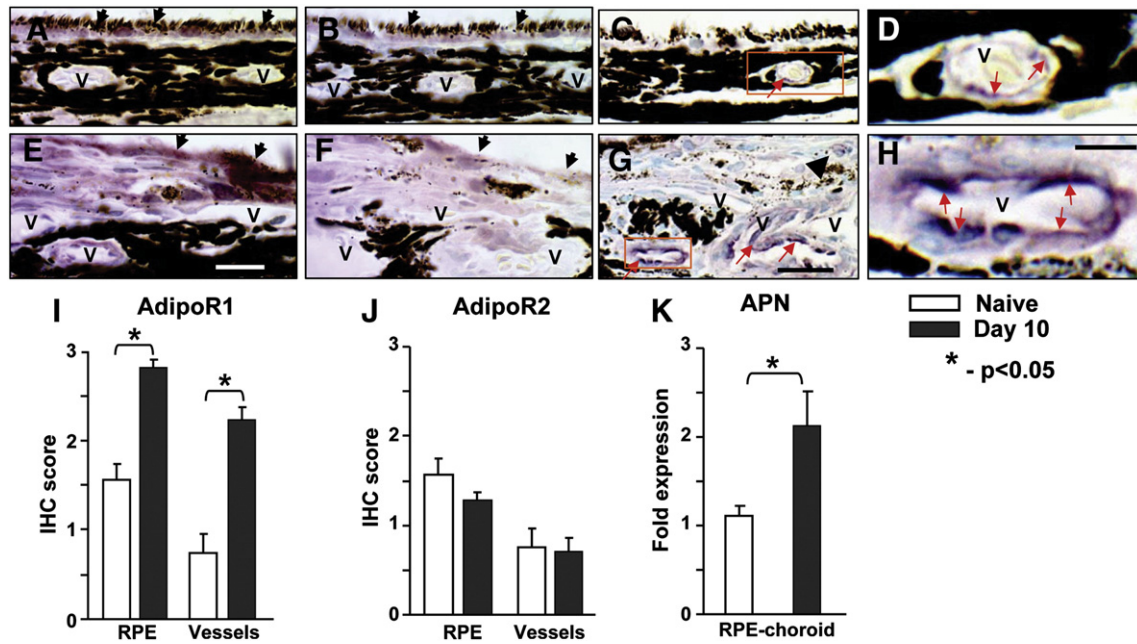 A B C D
V V V V
E F G H
V V V V V V V V
I AdipoR1 J AdipoR2 K APN
Naive
Day 10
* - p<0.05
3 * * 3 3 *
2 2 2
1 1 1
0 0 0
IHC score IHC score Fold expression
RPE Vessels RPE Vessels RPE-choroid